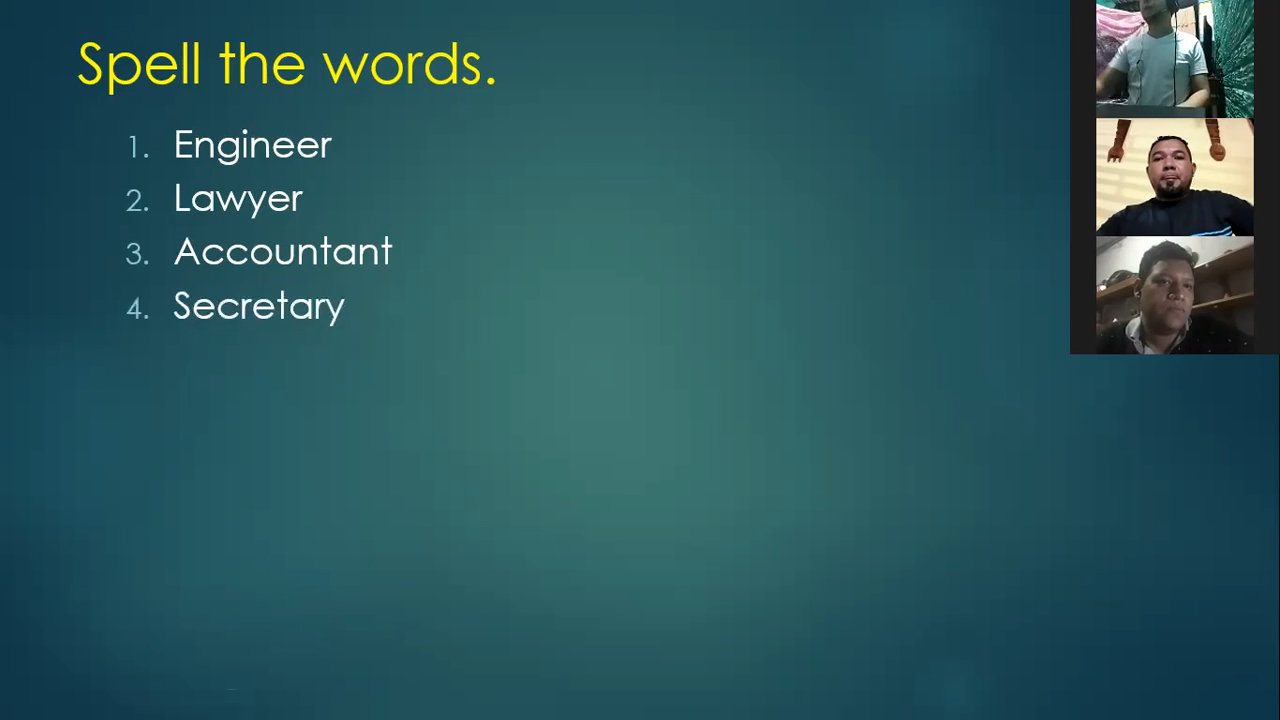 Spell the words.
1. Engineer
2. Lawyer
3. Accountant
4. Secretary